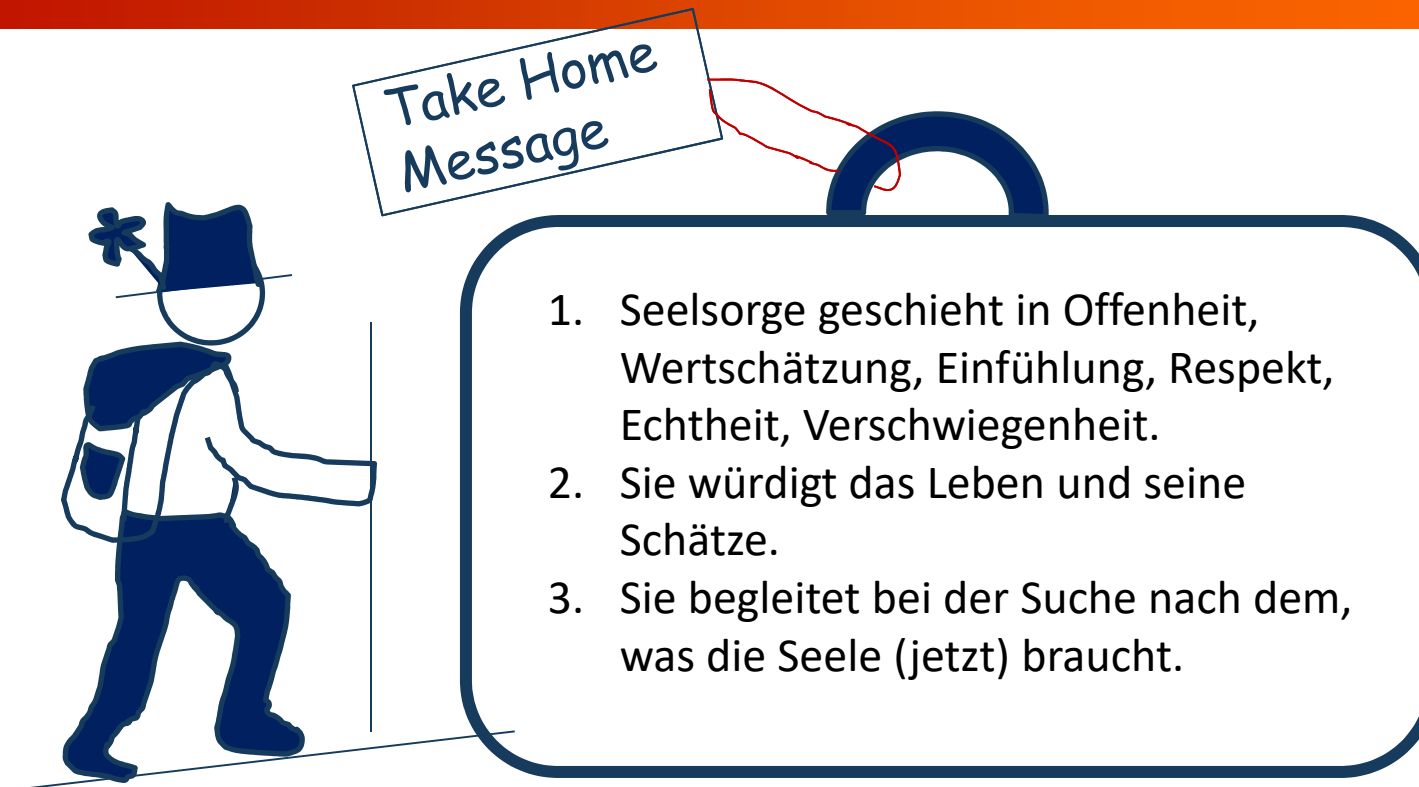 Take Home
Message
1. Seelsorge geschieht in Offenheit,
Wertschätzung, Einfühlung, Respekt,
Echtheit, Verschwiegenheit.
2. Sie würdigt das Leben und seine
Schätze.
3. Sie begleitet bei der Suche nach dem,
was die Seele (jetzt) braucht.